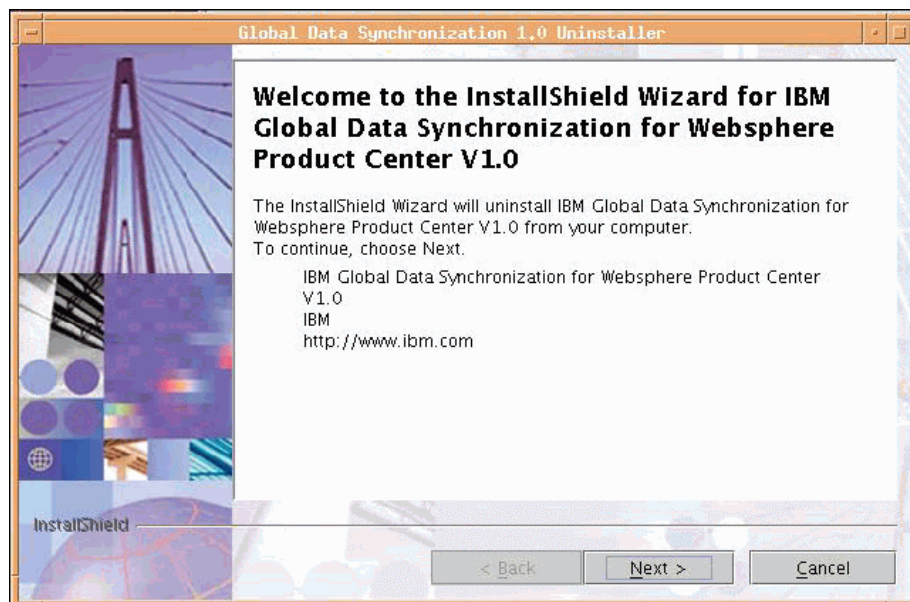 Global Data Synchronization 1.0 Uninstaller
Welcome to the InstallShield Wizard for IBM
Global Data Synchronization for Websphere
Product Center V1.0
The InstallShield Wizard will uninstall IBM Global Data Synchronization for
Websphere Product Center V1.0 from your computer.
To continue, choose Next.
IBM Global Data Synchronization for Websphere Product Center
V1.0
IBM
http://www.ibm.com
InstallShield
< Back
Next >
Cancel